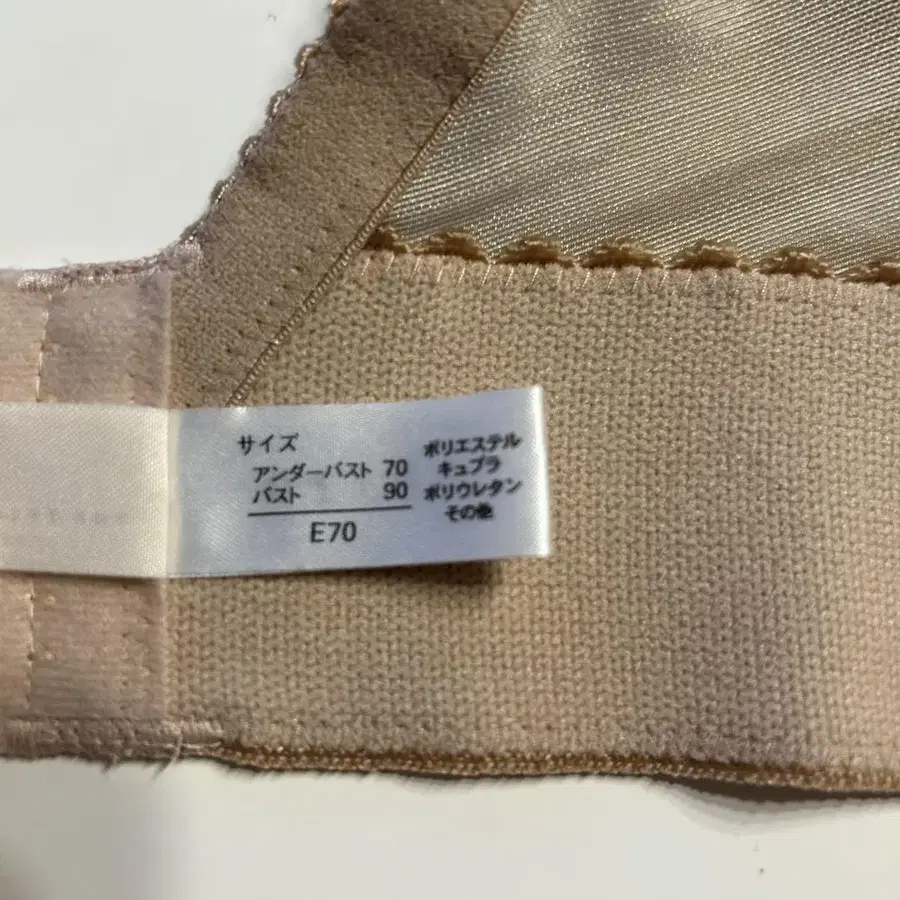 サイズ
アンダーバスト 70
バスト 90
E70
ポリエステル
キュプラ
ポリウレタン
その他